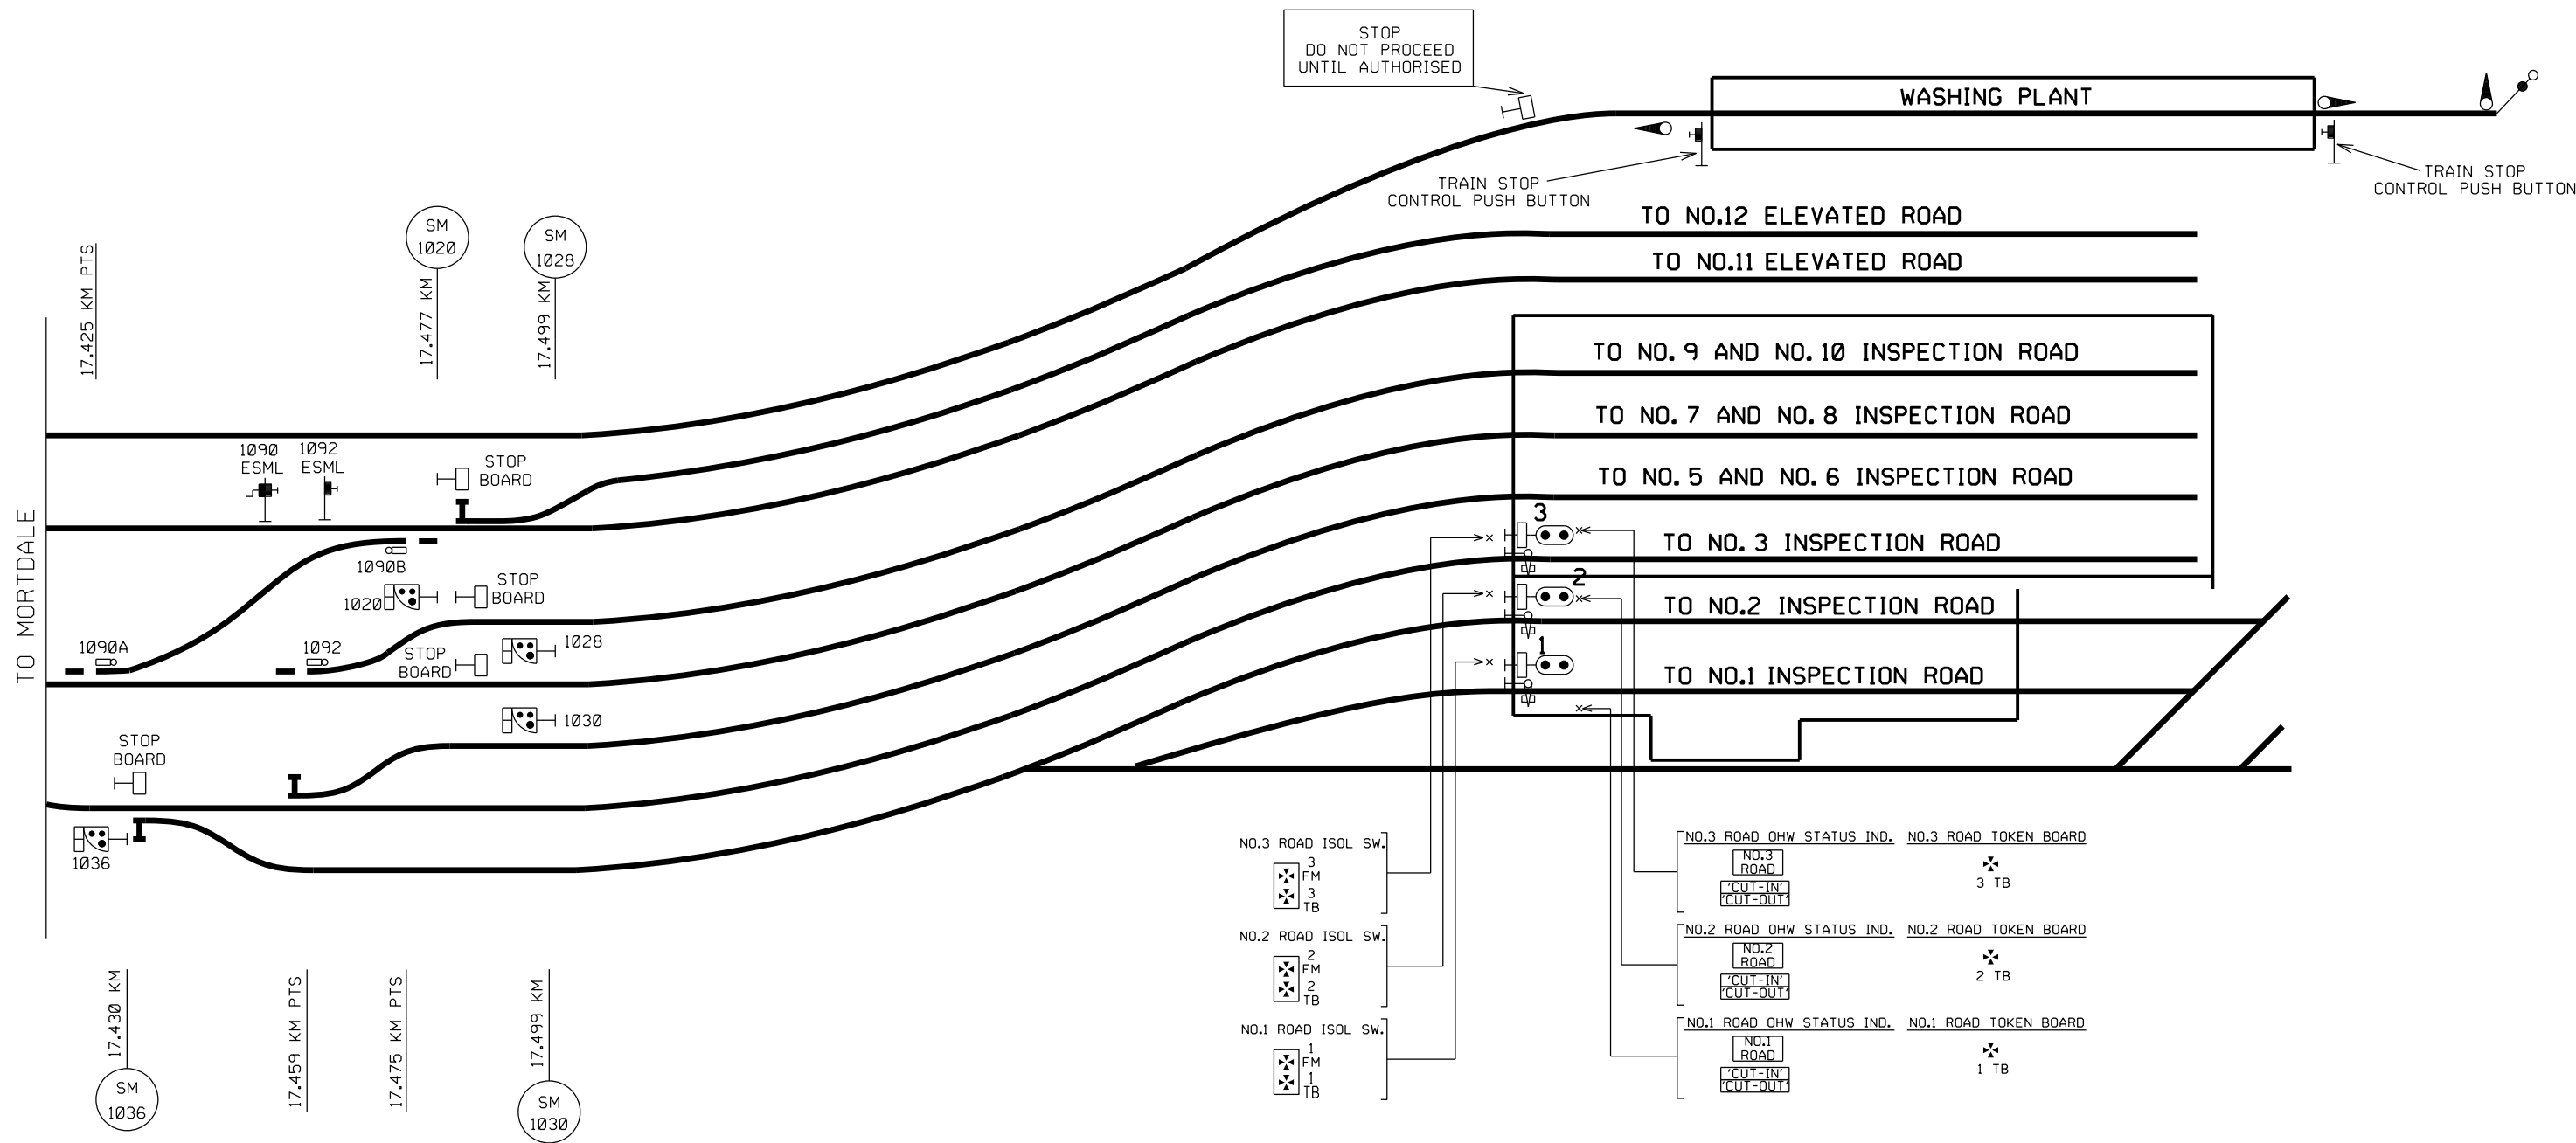 STOP
DO NOT PROCEED
UNTIL AUTHORISED
WASHING PLANT
TRAIN STOP
CONTROL PUSH BUTTON
TRAIN STOP
CONTROL PUSH BUTTON
TO NO.12 ELEVATED ROAD
TO NO.11 ELEVATED ROAD
TO NO.9 AND NO.10 INSPECTION ROAD
TO NO.7 AND NO.8 INSPECTION ROAD
TO NO.5 AND NO.6 INSPECTION ROAD
3
TO NO.3 INSPECTION ROAD
2
TO NO.2 INSPECTION ROAD
1
TO NO.1 INSPECTION ROAD
17.425 KM PTS
SM
1020
17.477 KM
SM
1028
17.499 KM
1090
ESML
1092
ESML
STOP
BOARD
TO MORTDALE
1090B
1020
STOP
BOARD
1090A
1092
STOP
BOARD
1028
1030
STOP
BOARD
1036
17.430 KM
SM
1036
17.459 KM PTS
17.475 KM PTS
17.499 KM
SM
1030
NO.3 ROAD ISOL SW.
3
FM
3
TB
NO.2 ROAD ISOL SW.
2
FM
2
TB
NO.1 ROAD ISOL SW.
1
FM
1
TB
NO.3 ROAD OHW STATUS IND. NO.3 ROAD TOKEN BOARD
NO.3
ROAD
'CUT-IN'
'CUT-OUT'
3 TB
NO.2 ROAD OHW STATUS IND. NO.2 ROAD TOKEN BOARD
NO.2
ROAD
'CUT-IN'
'CUT-OUT'
2 TB
NO.1 ROAD OHW STATUS IND. NO.1 ROAD TOKEN BOARD
NO.1
ROAD
'CUT-IN'
'CUT-OUT'
1 TB